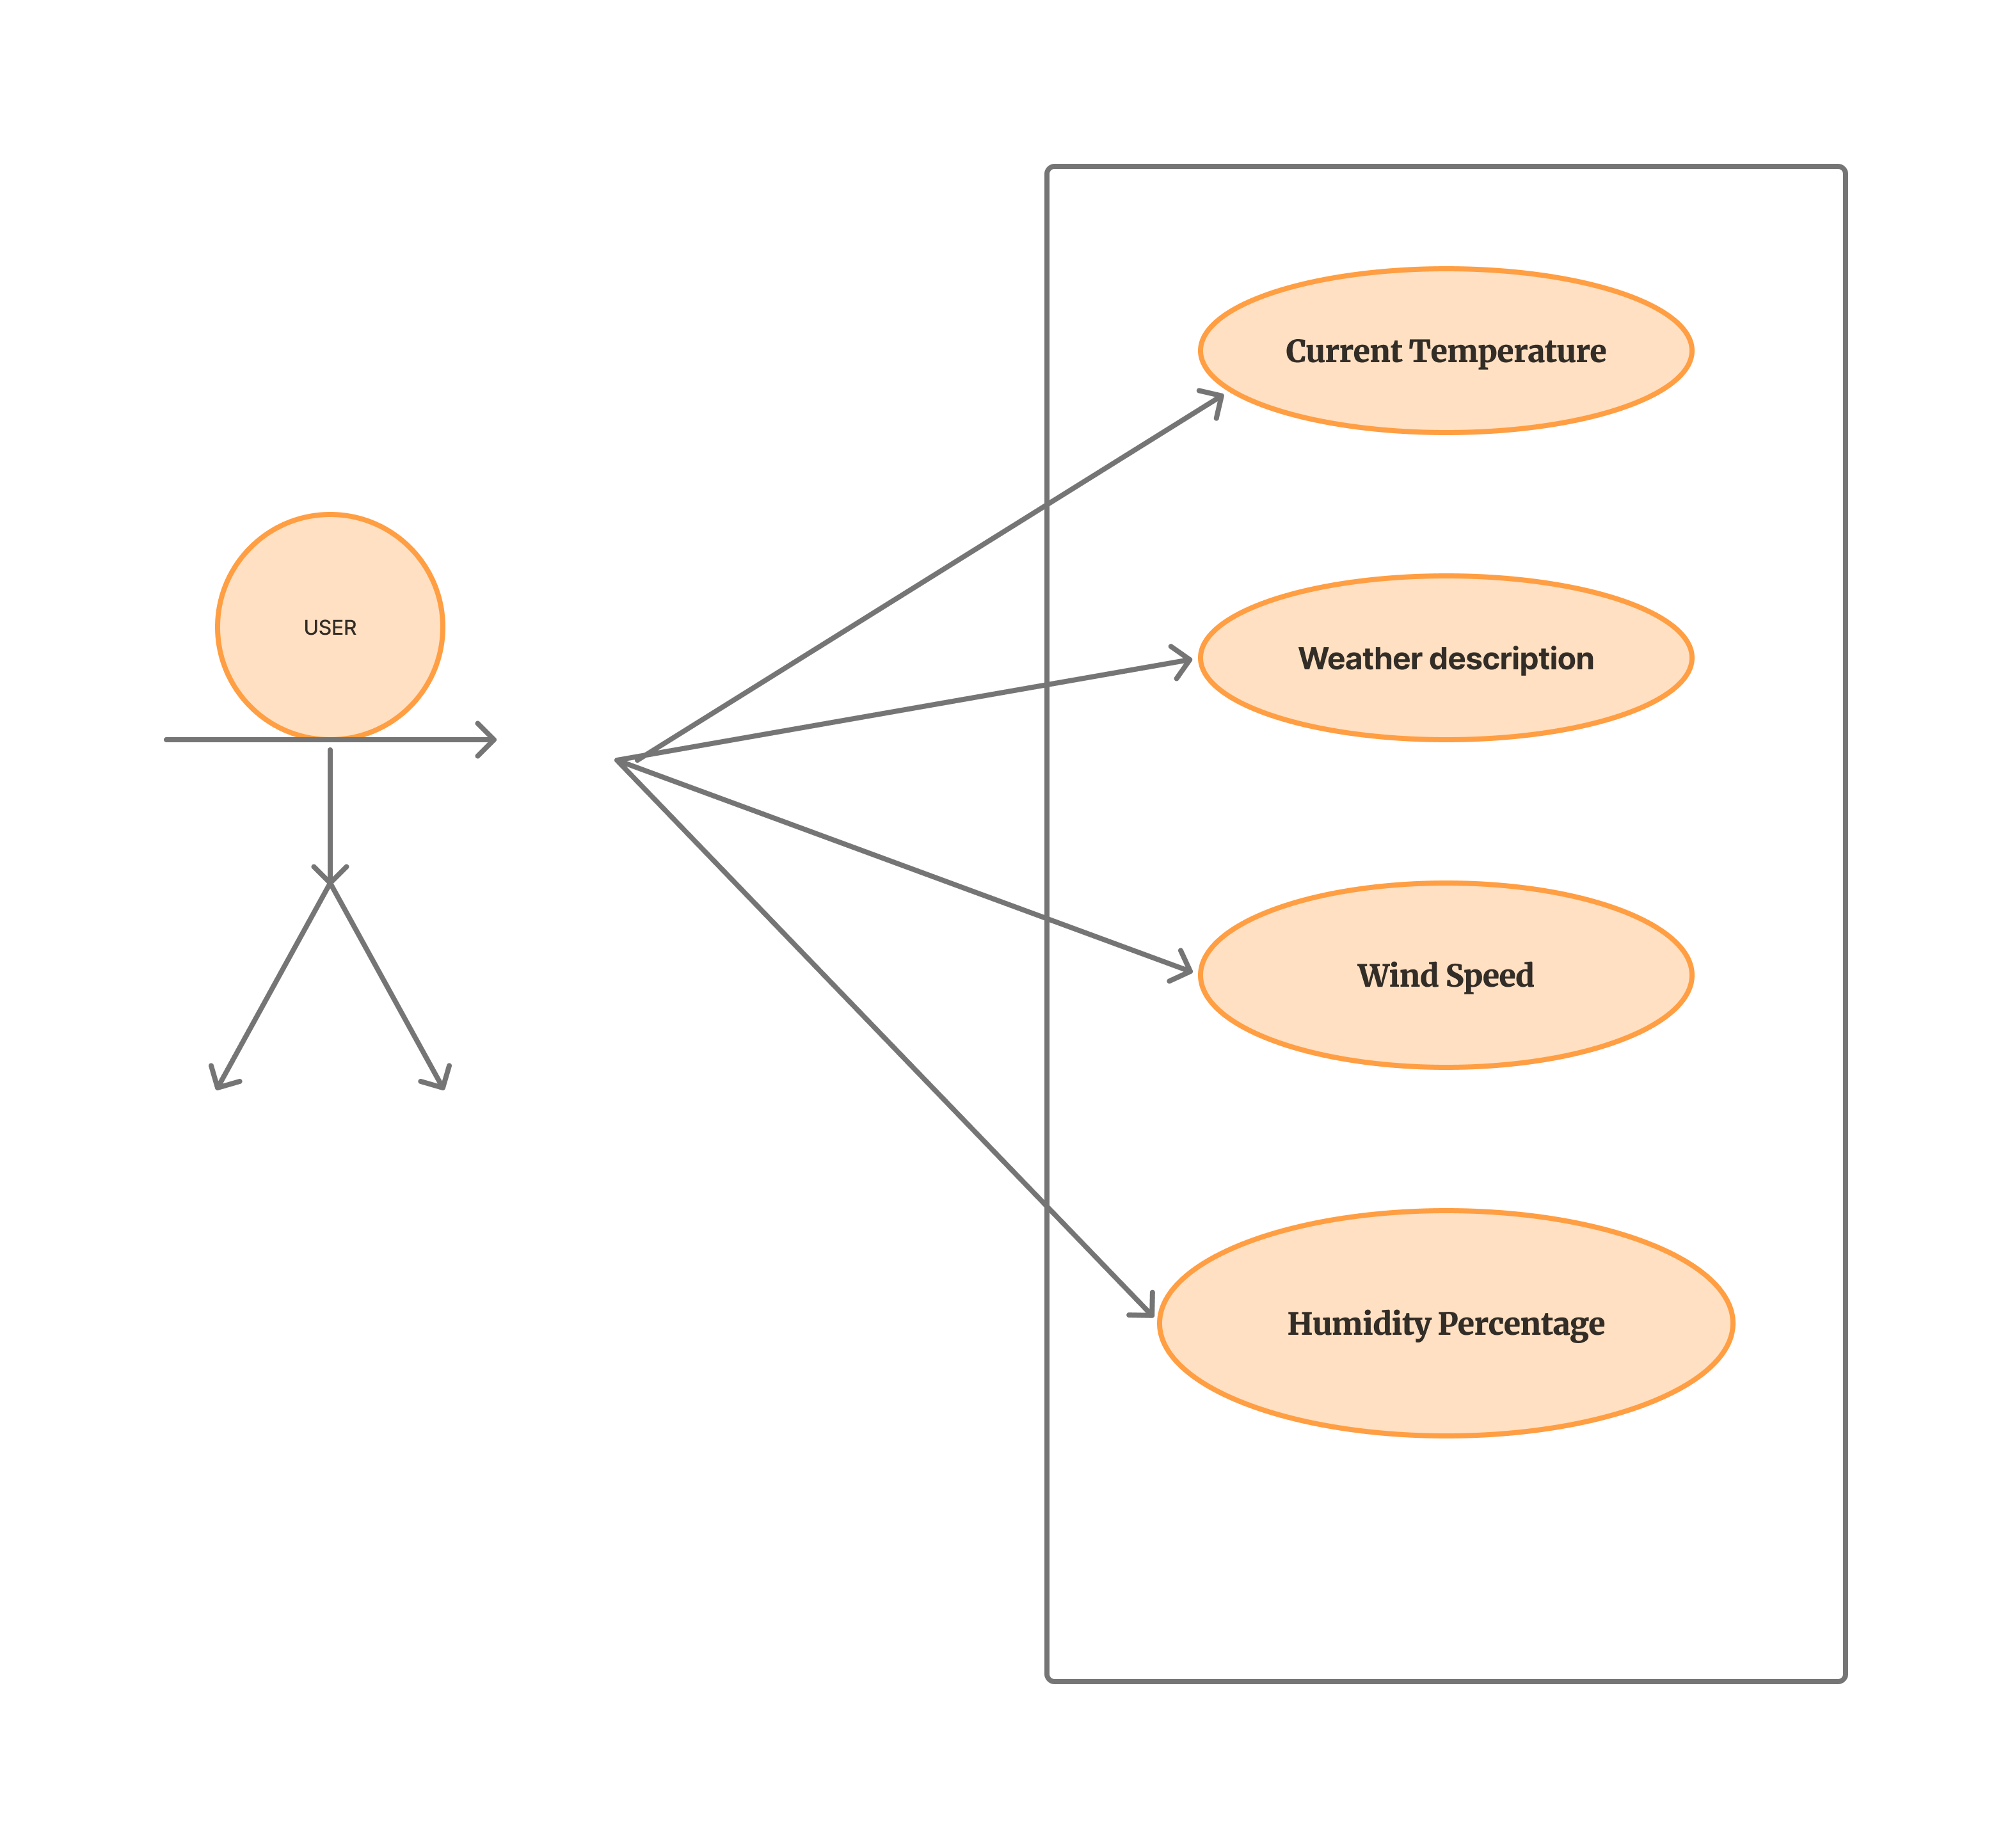 Current Temperature
USER
Weather description
Wind Speed
Humidity Percentage